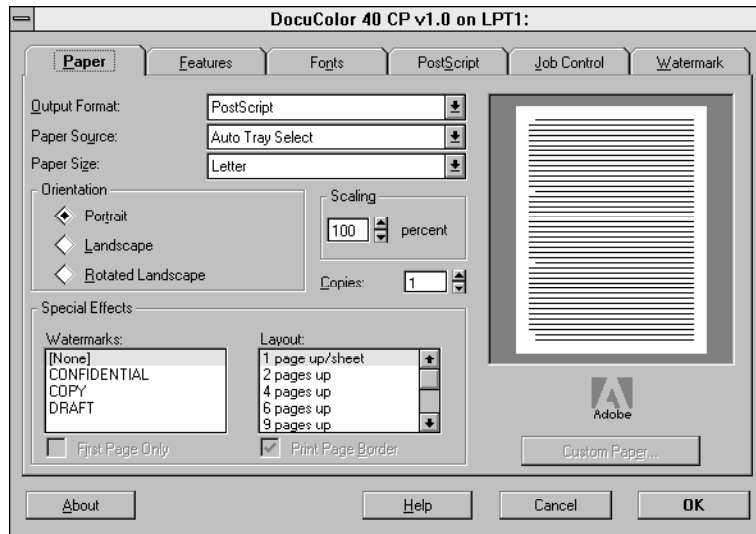 DocuColor 40 CP v1.0 on LPT1:
Paper Features Fonts PostScript Job Control Watermark
Output Format: PostScript
Paper Source: Auto Tray Select
Paper Size: Letter
Orientation
Portrait
Landscape
Rotated Landscape
Scaling
100 percent
Copies: 1
Special Effects
Watermarks:
[None]
CONFIDENTIAL
COPY
DRAFT
First Page Only
Layout:
1 page up/sheet
2 pages up
4 pages up
6 pages up
9 pages up
Print Page Border
Adobe
Custom Paper...
About Help Cancel OK